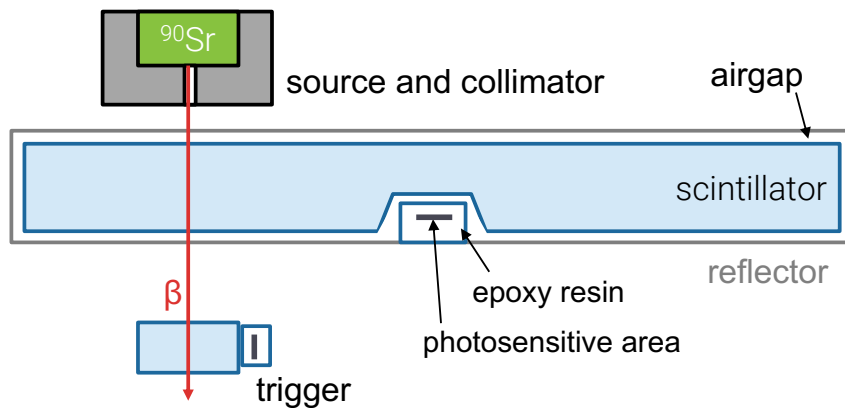 ⁹⁰Sr
source and collimator
airgap
scintillator
reflector
β
epoxy resin
photosensitive area
trigger